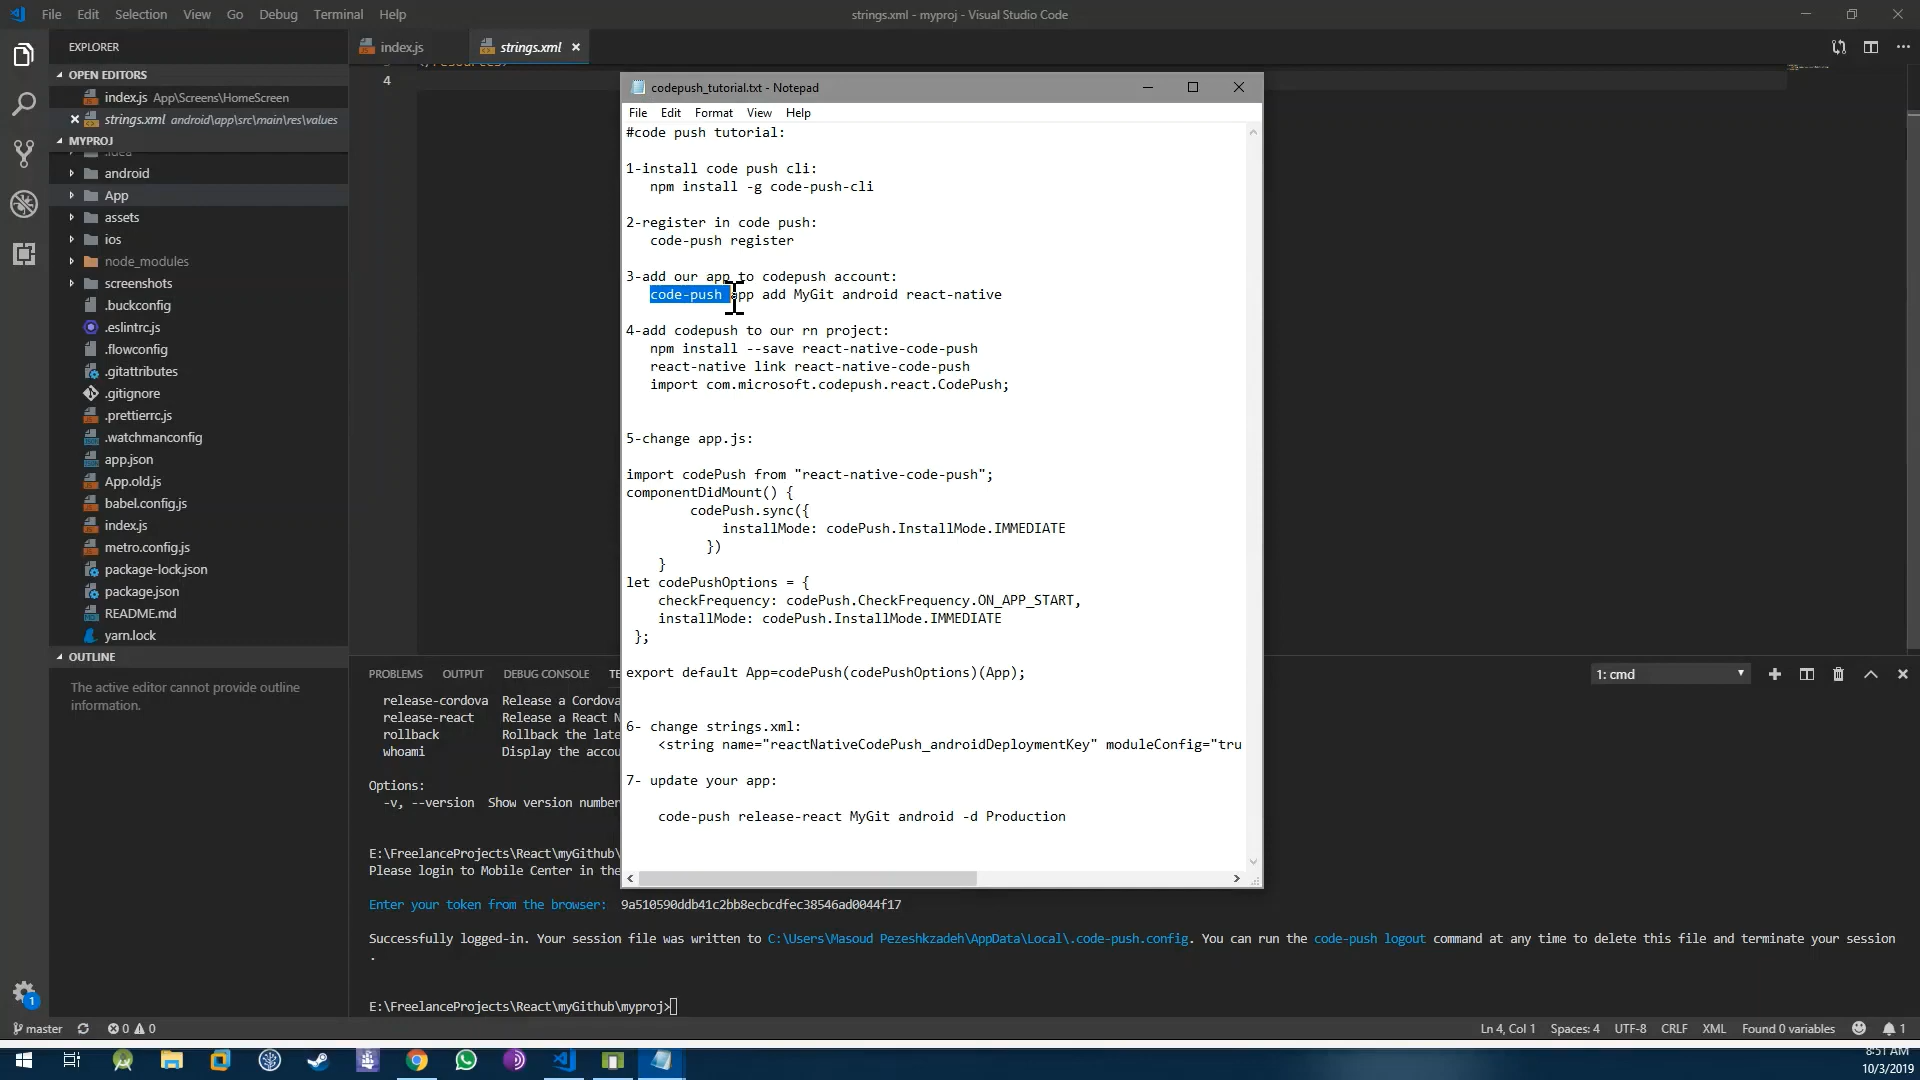 File Edit Selection View Go Debug Terminal Help
strings.xml - myproj - Visual Studio Code
EXPLORER
OPEN EDITORS
index.js App\Screens\HomeScreen
strings.xml android\app\src\main\res\values
MYPROJ
.idea
android
App
assets
ios
node_modules
screenshots
.buckconfig
.eslintrc.js
.flowconfig
.gitattributes
.gitignore
.prettierrc.js
.watchmanconfig
app.json
App.old.js
babel.config.js
index.js
metro.config.js
package-lock.json
package.json
README.md
yarn.lock
OUTLINE
The active editor cannot provide outline
information.
index.js
strings.xml
</resources>
4
codepush_tutorial.txt - Notepad
File Edit Format View Help
#code push tutorial:
1-install code push cli:
npm install -g code-push-cli
2-register in code push:
code-push register
3-add our app to codepush account:
code-push app add MyGit android react-native
4-add codepush to our rn project:
npm install --save react-native-code-push
react-native link react-native-code-push
import com.microsoft.codepush.react.CodePush;
5-change app.js:
import codePush from "react-native-code-push";
componentDidMount() {
codePush.sync({
installMode: codePush.InstallMode.IMMEDIATE
})
}
let codePushOptions = {
checkFrequency: codePush.CheckFrequency.ON_APP_START,
installMode: codePush.InstallMode.IMMEDIATE
};
export default App=codePush(codePushOptions)(App);
6- change strings.xml:
<string name="reactNativeCodePush_androidDeploymentKey" moduleConfig="tru
7- update your app:
code-push release-react MyGit android -d Production
PROBLEMS OUTPUT DEBUG CONSOLE TE
1: cmd
release-cordova Release a Cordova
release-react Release a React N
rollback Rollback the late
whoami Display the accou
Options:
-v, --version Show version number
E:\FreelanceProjects\React\myGithub\
Please login to Mobile Center in the
Enter your token from the browser: 9a510590ddb41c2bb8ecbcdfec38546ad0044f17
Successfully logged-in. Your session file was written to C:\Users\Masoud Pezeshkzadeh\AppData\Local\.code-push.config. You can run the code-push logout command at any time to delete this file and terminate your session
.
E:\FreelanceProjects\React\myGithub\myproj>
1
master 0 0
Ln 4, Col 1 Spaces: 4 UTF-8 CRLF XML Found 0 variables 1
8:51 AM
10/3/2019